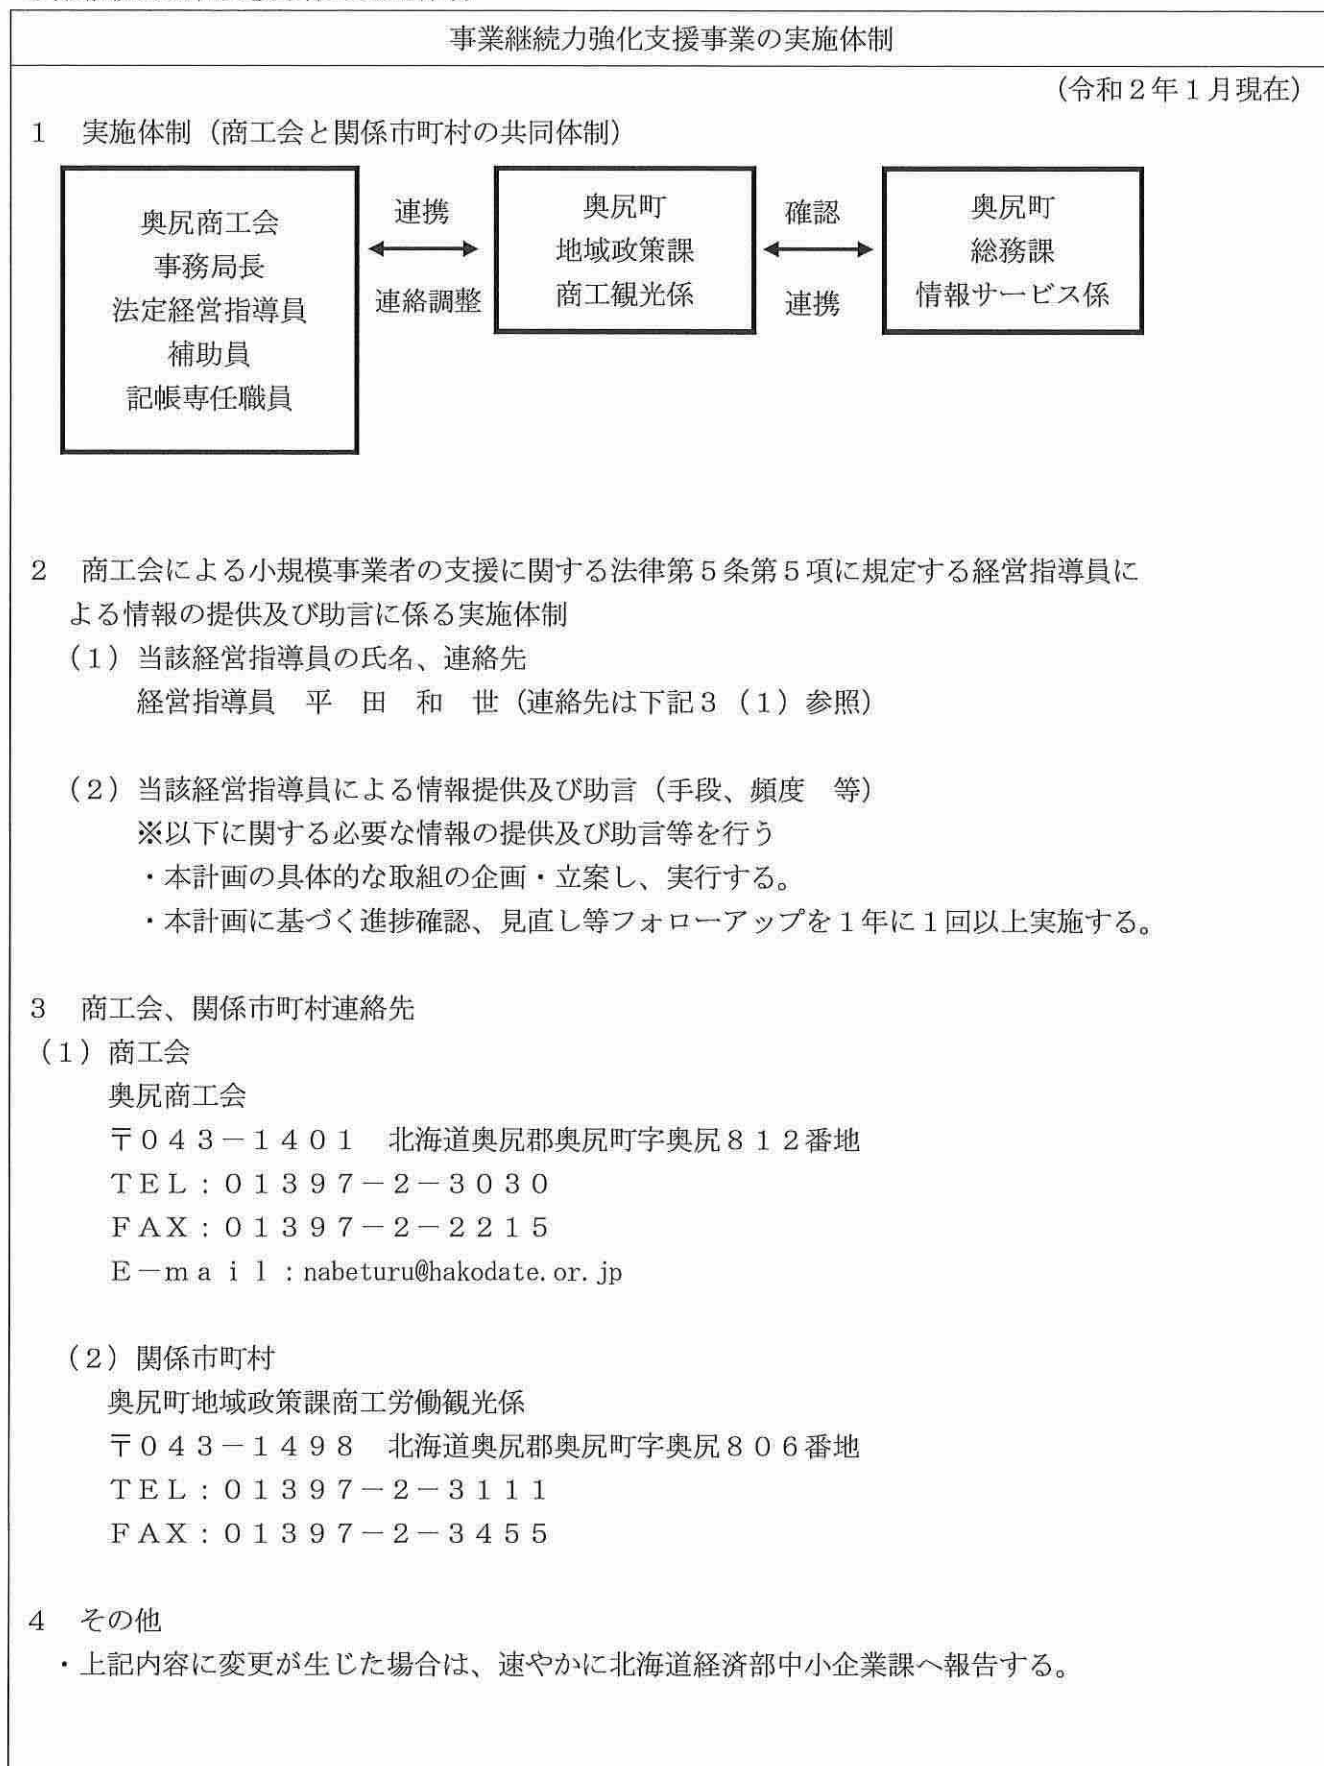 事業継続力強化支援事業の実施体制
(令和２年１月現在)
１　実施体制（商工会と関係市町村の共同体制）
奥尻商工会
事務局長
法定経営指導員
補助員
記帳専任職員
連携
連絡調整
奥尻町
地域政策課
商工観光係
確認
連携
奥尻町
総務課
情報サービス係
２　商工会による小規模事業者の支援に関する法律第５条第５項に規定する経営指導員に
よる情報の提供及び助言に係る実施体制
（１）当該経営指導員の氏名、連絡先
経営指導員　平　田　和　世（連絡先は下記３（１）参照）
（２）当該経営指導員による情報提供及び助言（手段、頻度　等）
※以下に関する必要な情報の提供及び助言等を行う
・本計画の具体的な取組の企画・立案し、実行する。
・本計画に基づく進捗確認、見直し等フォローアップを１年に１回以上実施する。
３　商工会、関係市町村連絡先
（１）商工会
奥尻商工会
〒０４３－１４０１　北海道奥尻郡奥尻町字奥尻８１２番地
ＴＥＬ：０１３９７－２－３０３０
ＦＡＸ：０１３９７－２－２２１５
Ｅ－ｍａｉｌ：nabeturu@hakodate.or.jp
（２）関係市町村
奥尻町地域政策課商工労働観光係
〒０４３－１４９８　北海道奥尻郡奥尻町字奥尻８０６番地
ＴＥＬ：０１３９７－２－３１１１
ＦＡＸ：０１３９７－２－３４５５
４　その他
・上記内容に変更が生じた場合は、速やかに北海道経済部中小企業課へ報告する。